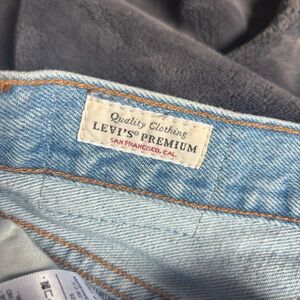 Quality Clothing
LEVI'S® PREMIUM
SAN FRANCISCO, CAL.